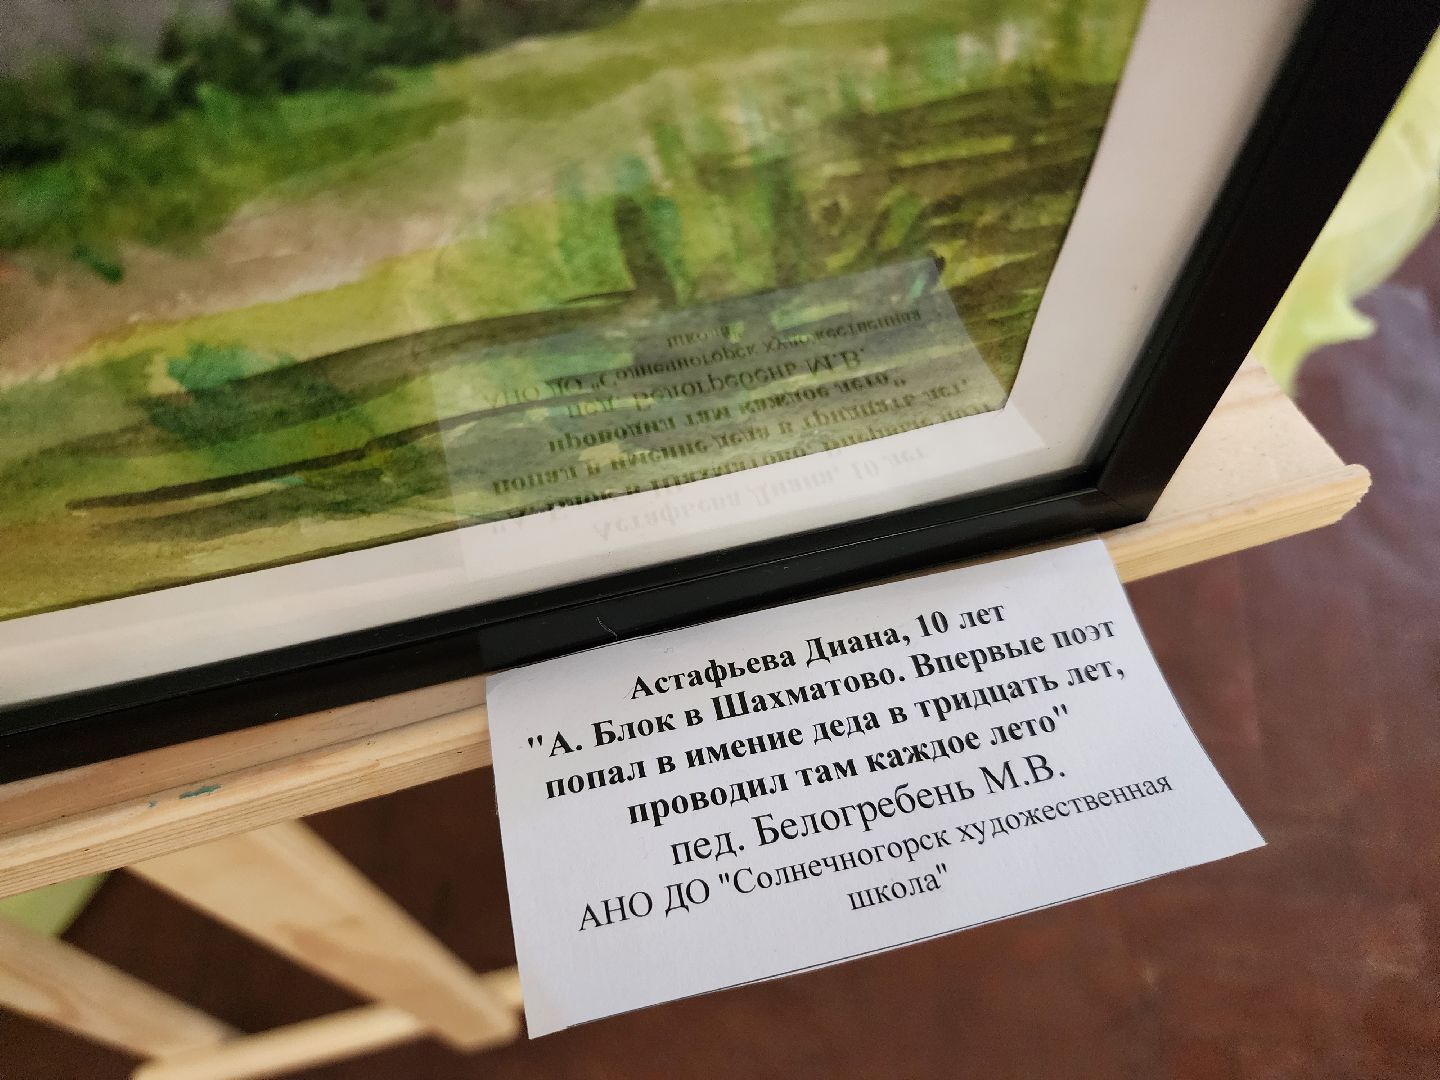 Астафьева Диана, 10 лет
"А. Блок в Шахматово. Впервые поэт
попал в имение деда в тридцать лет,
проводил там каждое лето"
пед. Белогребень М.В.
АНО ДО "Солнечногорск художественная
школа"